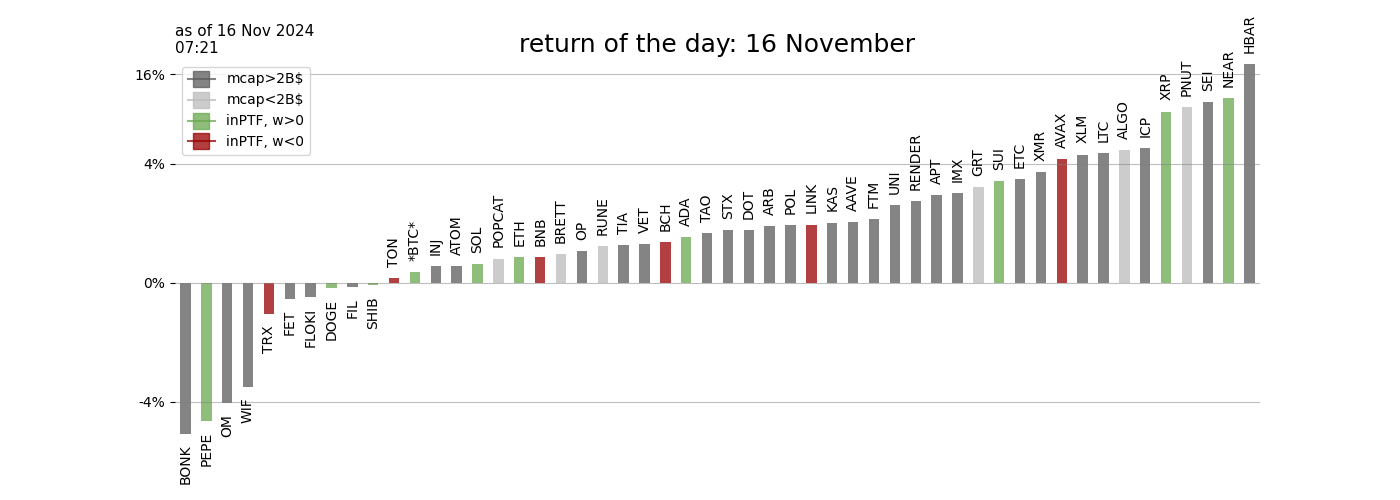 as of 16 Nov 2024
07:21
return of the day: 16 November
16%
4%
0%
-4%
mcap>2B$
mcap<2B$
inPTF, w>0
inPTF, w<0
BONK
PEPE
OM
WIF
TRX
FET
FLOKI
DOGE
FIL
SHIB
TON
*BTC*
INJ
ATOM
SOL
POPCAT
ETH
BNB
BRETT
OP
RUNE
TIA
VET
BCH
ADA
TAO
STX
DOT
ARB
POL
LINK
KAS
AAVE
FTM
UNI
RENDER
APT
IMX
GRT
SUI
ETC
XMR
AVAX
XLM
LTC
ALGO
ICP
XRP
PNUT
SEI
NEAR
HBAR